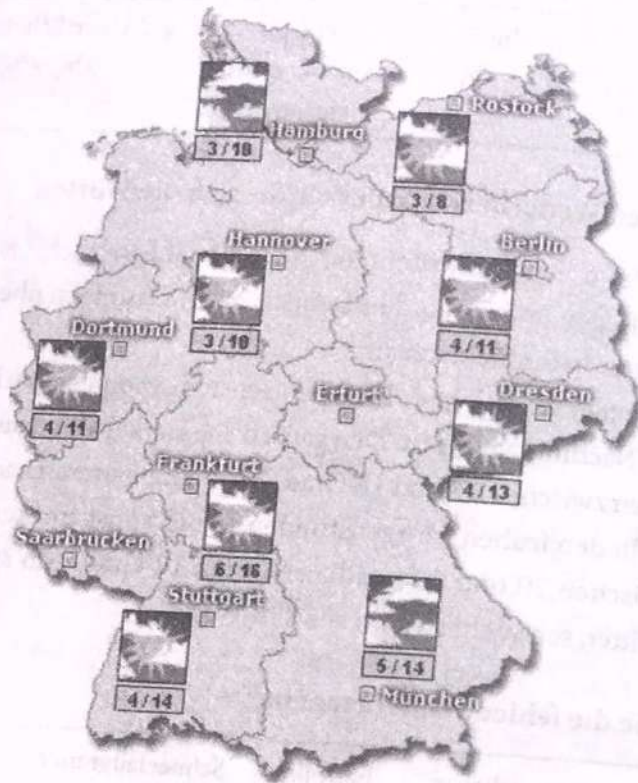 Rostock
Hamburg
3 / 10
3 / 8
Hannover
Berlin
3 / 10
4 / 11
Dortmund
4 / 11
Erfurt
Dresden
4 / 13
Frankfurt
6 / 16
Saarbrücken
Stuttgart
5 / 14
4 / 14
München